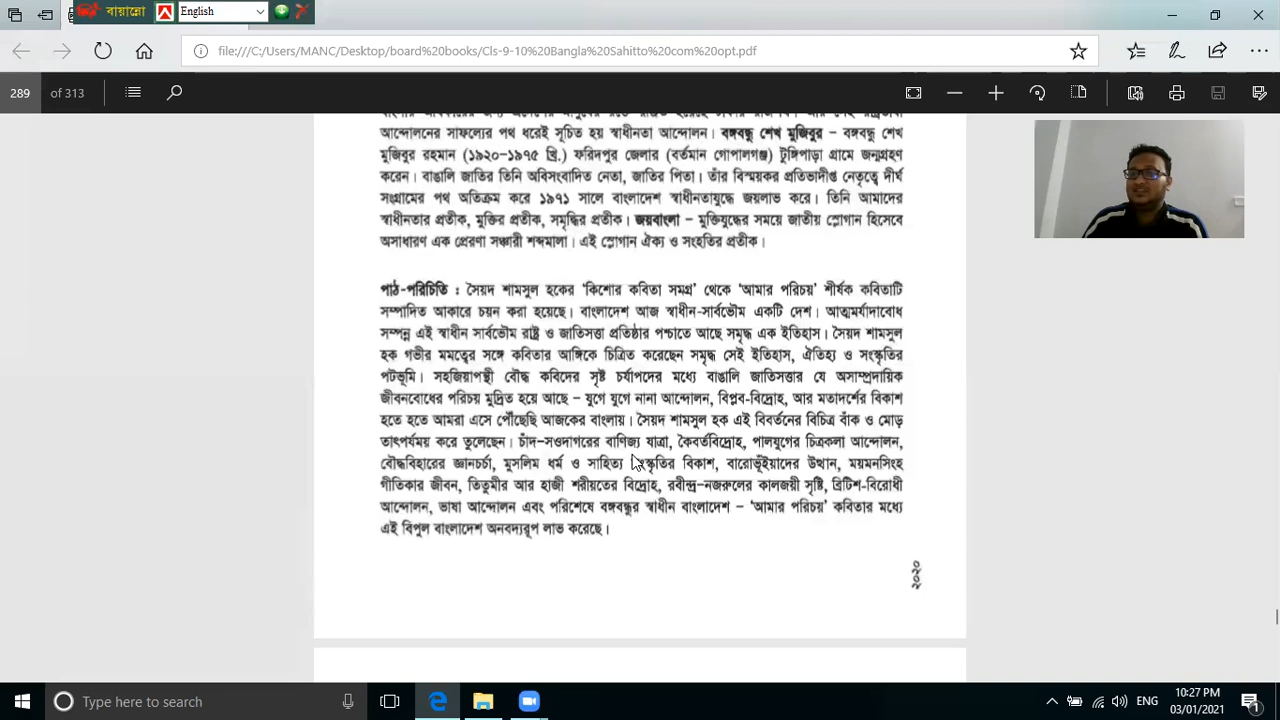 বায়ান্নো English
file:///C:/Users/MANC/Desktop/board%20books/Cls-9-10%20Bangla%20Sahitto%20com%20opt.pdf
289 of 313
আন্দোলনের সাফল্যের পথ ধরেই সূচিত হয় স্বাধীনতা আন্দোলন। বঙ্গবন্ধু শেখ মুজিবুর – বঙ্গবন্ধু শেখ
মুজিবুর রহমান (১৯২০–১৯৭৫ খ্রি.) ফরিদপুর জেলার (বর্তমান গোপালগঞ্জ) টুঙ্গিপাড়া গ্রামে জন্মগ্রহণ
করেন। বাঙালি জাতির তিনি অবিসংবাদিত নেতা, জাতির পিতা। তাঁর বিস্ময়কর প্রতিভাদীপ্ত নেতৃত্বে দীর্ঘ
সংগ্রামের পথ অতিক্রম করে ১৯৭১ সালে বাংলাদেশ স্বাধীনতাযুদ্ধে জয়লাভ করে। তিনি আমাদের
স্বাধীনতার প্রতীক, মুক্তির প্রতীক, সমৃদ্ধির প্রতীক। জয়বাংলা – মুক্তিযুদ্ধের সময়ে জাতীয় স্লোগান হিসেবে
অসাধারণ এক প্রেরণা সঞ্চারী শব্দমালা। এই স্লোগান ঐক্য ও সংহতির প্রতীক।
পাঠ-পরিচিতি : সৈয়দ শামসুল হকের ‘কিশোর কবিতা সমগ্র’ থেকে ‘আমার পরিচয়’ শীর্ষক কবিতাটি
সম্পাদিত আকারে চয়ন করা হয়েছে। বাংলাদেশ আজ স্বাধীন-সার্বভৌম একটি দেশ। আত্মমর্যাদাবোধ
সম্পন্ন এই স্বাধীন সার্বভৌম রাষ্ট্র ও জাতিসত্তা প্রতিষ্ঠার পশ্চাতে আছে সমৃদ্ধ এক ইতিহাস। সৈয়দ শামসুল
হক গভীর মমত্বের সঙ্গে কবিতার আঙ্গিকে চিত্রিত করেছেন সমৃদ্ধ সেই ইতিহাস, ঐতিহ্য ও সংস্কৃতির
পটভূমি। সহজিয়াপন্থী বৌদ্ধ কবিদের সৃষ্ট চর্যাপদের মধ্যে বাঙালি জাতিসত্তার যে অসাম্প্রদায়িক
জীবনবোধের পরিচয় মুদ্রিত হয়ে আছে – যুগে যুগে নানা আন্দোলন, বিপ্লব-বিদ্রোহ, আর মতাদর্শের বিকাশ
হতে হতে আমরা এসে পৌঁছেছি আজকের বাংলায়। সৈয়দ শামসুল হক এই বিবর্তনের বিচিত্র বাঁক ও মোড়
তাৎপর্যময় করে তুলেছেন। চাঁদ–সওদাগরের বাণিজ্য যাত্রা, কৈবর্তবিদ্রোহ, পালযুগের চিত্রকলা আন্দোলন,
বৌদ্ধবিহারের জ্ঞানচর্চা, মুসলিম ধর্ম ও সাহিত্য সংস্কৃতির বিকাশ, বারোভূঁইয়াদের উত্থান, ময়মনসিংহ
গীতিকার জীবন, তিতুমীর আর হাজী শরীয়তের বিদ্রোহ, রবীন্দ্র–নজরুলের কালজয়ী সৃষ্টি, ব্রিটিশ-বিরোধী
আন্দোলন, ভাষা আন্দোলন এবং পরিশেষে বঙ্গবন্ধুর স্বাধীন বাংলাদেশ – ‘আমার পরিচয়’ কবিতার মধ্যে
এই বিপুল বাংলাদেশ অনবদ্যরূপ লাভ করেছে।
২০২০
Type here to search
ENG
10:27 PM
03/01/2021